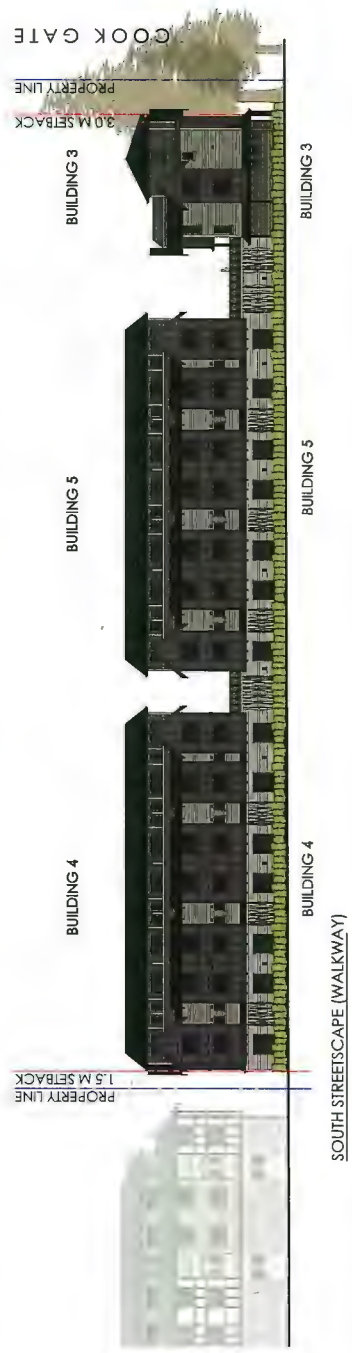 PROPERTY LINE
1.5 M SETBACK
BUILDING 4
BUILDING 5
BUILDING 3
3.0 M SETBACK
PROPERTY LINE
COOK GATE
BUILDING 4
BUILDING 5
BUILDING 3
SOUTH STREETSCAPE (WALKWAY)